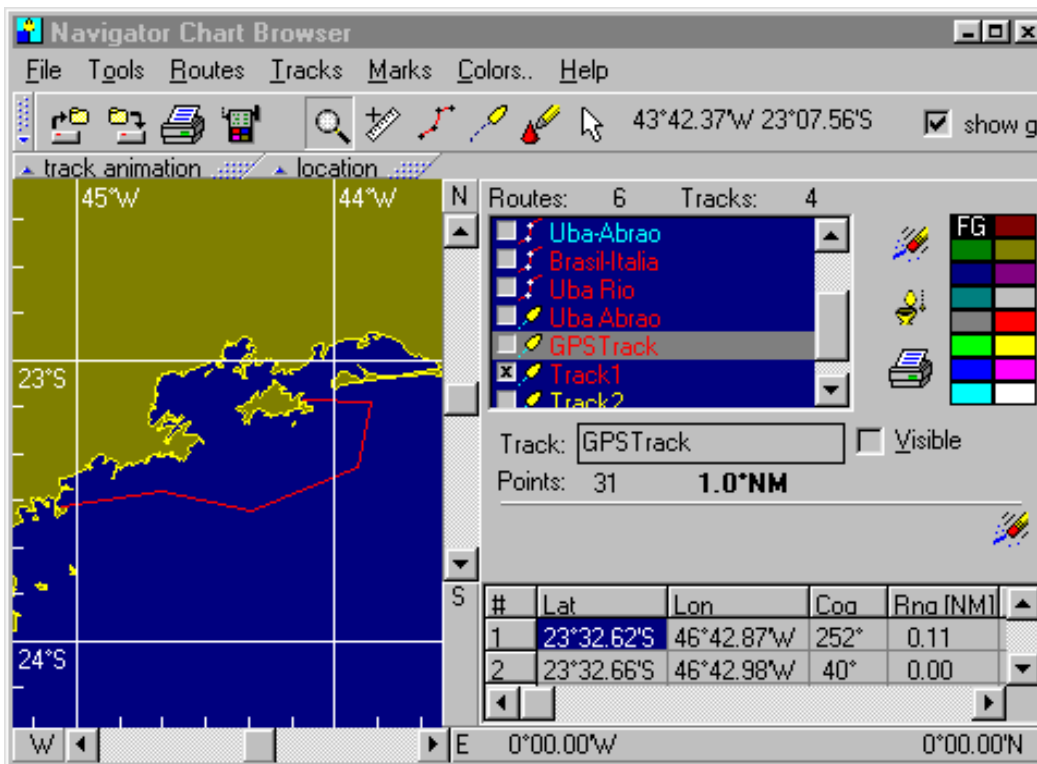 Navigator Chart Browser
File Tools Routes Tracks Marks Colors.. Help
43°42.37'W 23°07.56'S show g
track animation location
45°W 44°W N
23°S
24°S
S
W E
Routes: 6 Tracks: 4
Uba-Abrao
Brasil-Italia
Uba Rio
Uba Abrao
GPSTrack
Track1
Track2
FG
Track: GPSTrack Visible
Points: 31 1.0°NM
# Lat Lon Cog Rng [NM]
1 23°32.62'S 46°42.87'W 252° 0.11
2 23°32.66'S 46°42.98'W 40° 0.00
0°00.00'W 0°00.00'N